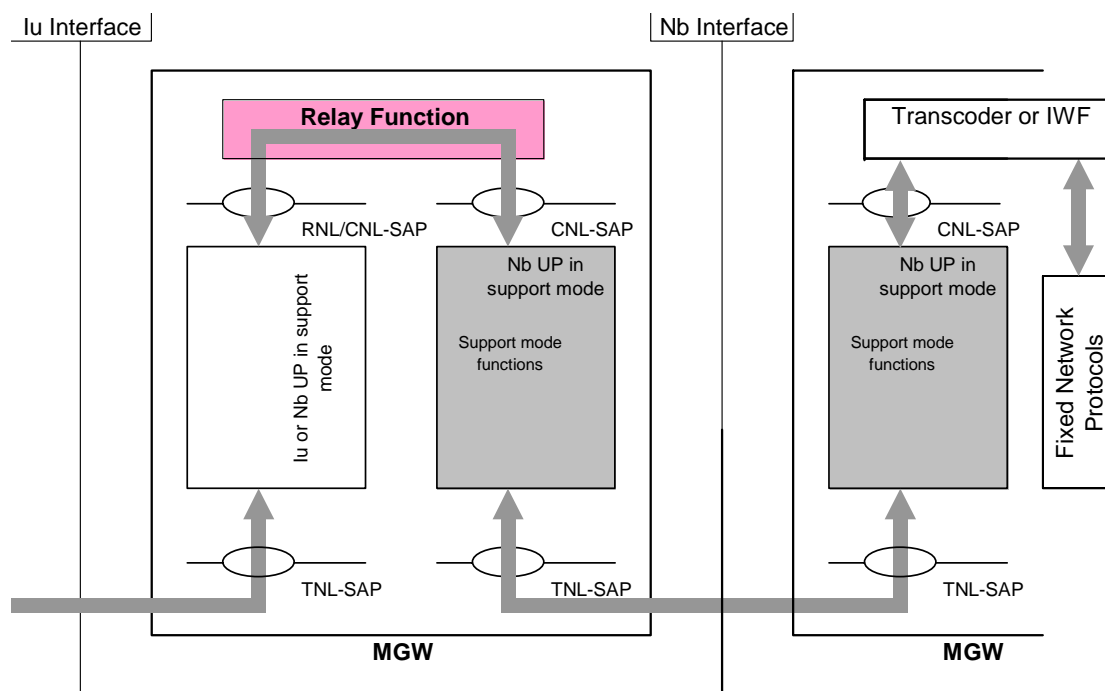 Iu Interface
Nb Interface
Relay Function
Transcoder or IWF
RNL/CNL-SAP
CNL-SAP
CNL-SAP
Iu or Nb UP in support
mode
Nb UP in
support mode
Support mode
functions
Nb UP in
support mode
Support mode
functions
Fixed Network
Protocols
TNL-SAP
TNL-SAP
TNL-SAP
MGW
MGW